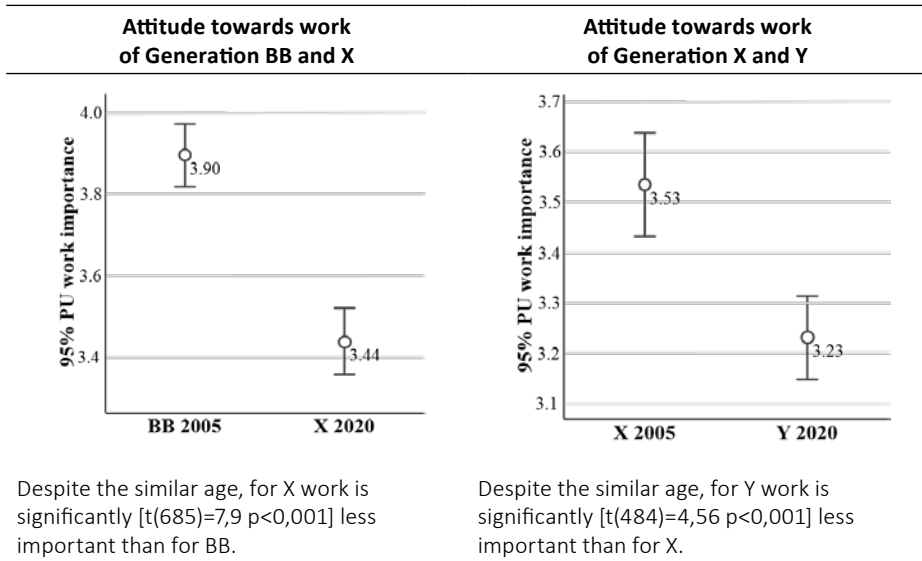 Attitude towards work
of Generation BB and X
Attitude towards work
of Generation X and Y
95% PU work importance
4.0
3.8
3.6
3.4
3.90
3.44
BB 2005
X 2020
95% PU work importance
3.7
3.6
3.5
3.4
3.3
3.2
3.1
3.53
3.23
X 2005
Y 2020
Despite the similar age, for X work is
significantly [t(685)=7,9 p<0,001] less
important than for BB.
Despite the similar age, for Y work is
significantly [t(484)=4,56 p<0,001] less
important than for X.